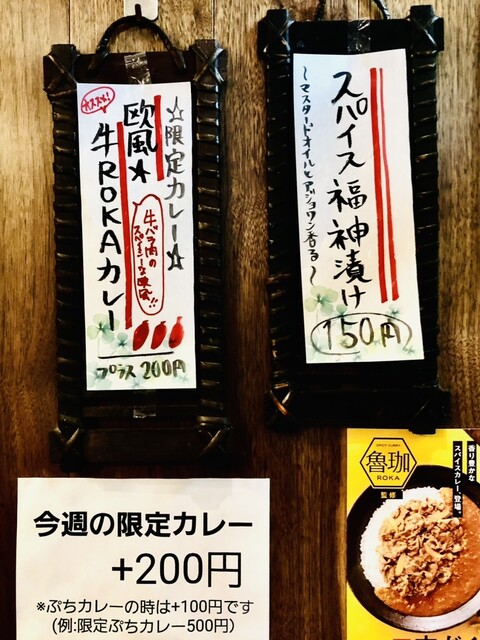 オススメ!
☆限定カレー☆
欧風★
牛ROKAカレー
牛バラ肉の
スパイシーな欧風!!
プラス 200円
スパイス福神漬け
〜マスタードオイルとアジョワン香る〜
150円
今週の限定カレー
+200円
※ぷちカレーの時は+100円です
(例:限定ぷちカレー500円)
SPICY CURRY
魯珈
ROKA
監修
香り豊かな
スパイスカレー、登場。